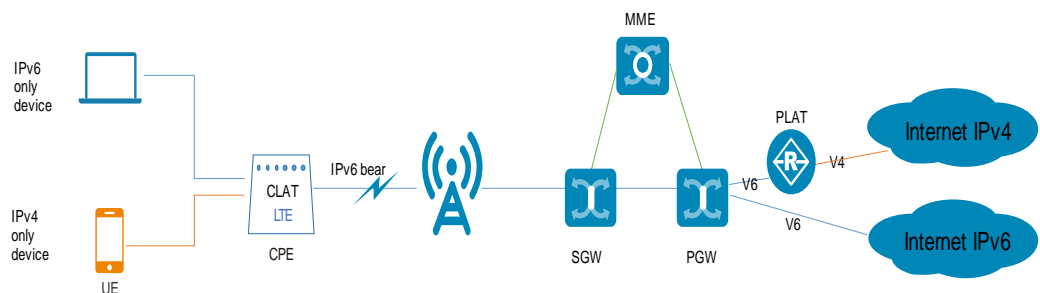 MME
IPv6
only
device
PLAT
Internet IPv4
R
V4
IPv6 bear
V6
CLAT
LTE
IPv4
only
device
V6
Internet IPv6
CPE
SGW
PGW
UE